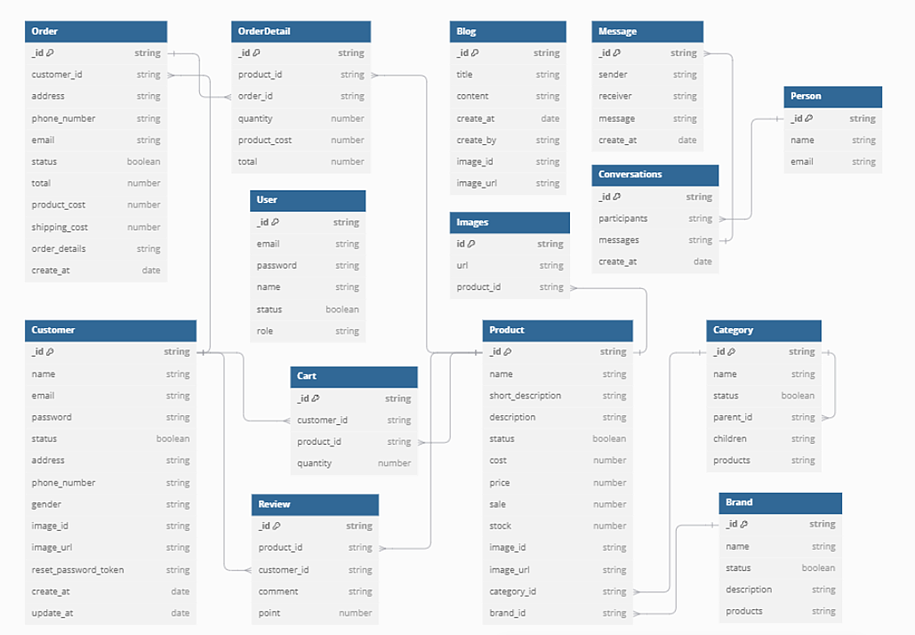 Order
_id string
customer_id string
address string
phone_number string
email string
status boolean
total number
product_cost number
shipping_cost number
order_details string
create_at date
OrderDetail
_id string
product_id string
order_id string
quantity number
product_cost number
total number
Blog
_id string
title string
content string
create_at date
create_by string
image_id string
image_url string
Message
_id string
sender string
receiver string
message string
create_at date
Person
_id string
name string
email string
Conversations
_id string
participants string
messages string
create_at date
User
_id string
email string
password string
name string
status boolean
role string
Images
id string
url string
product_id string
Customer
_id string
name string
email string
password string
status boolean
address string
phone_number string
gender string
image_id string
image_url string
reset_password_token string
create_at date
update_at date
Cart
_id string
customer_id string
product_id string
quantity number
Review
_id string
product_id string
customer_id string
comment string
point number
Product
_id string
name string
short_description string
description string
status boolean
cost number
price number
sale number
stock number
image_id string
image_url string
category_id string
brand_id string
Category
_id string
name string
status boolean
parent_id string
children string
products string
Brand
_id string
name string
status boolean
description string
products string